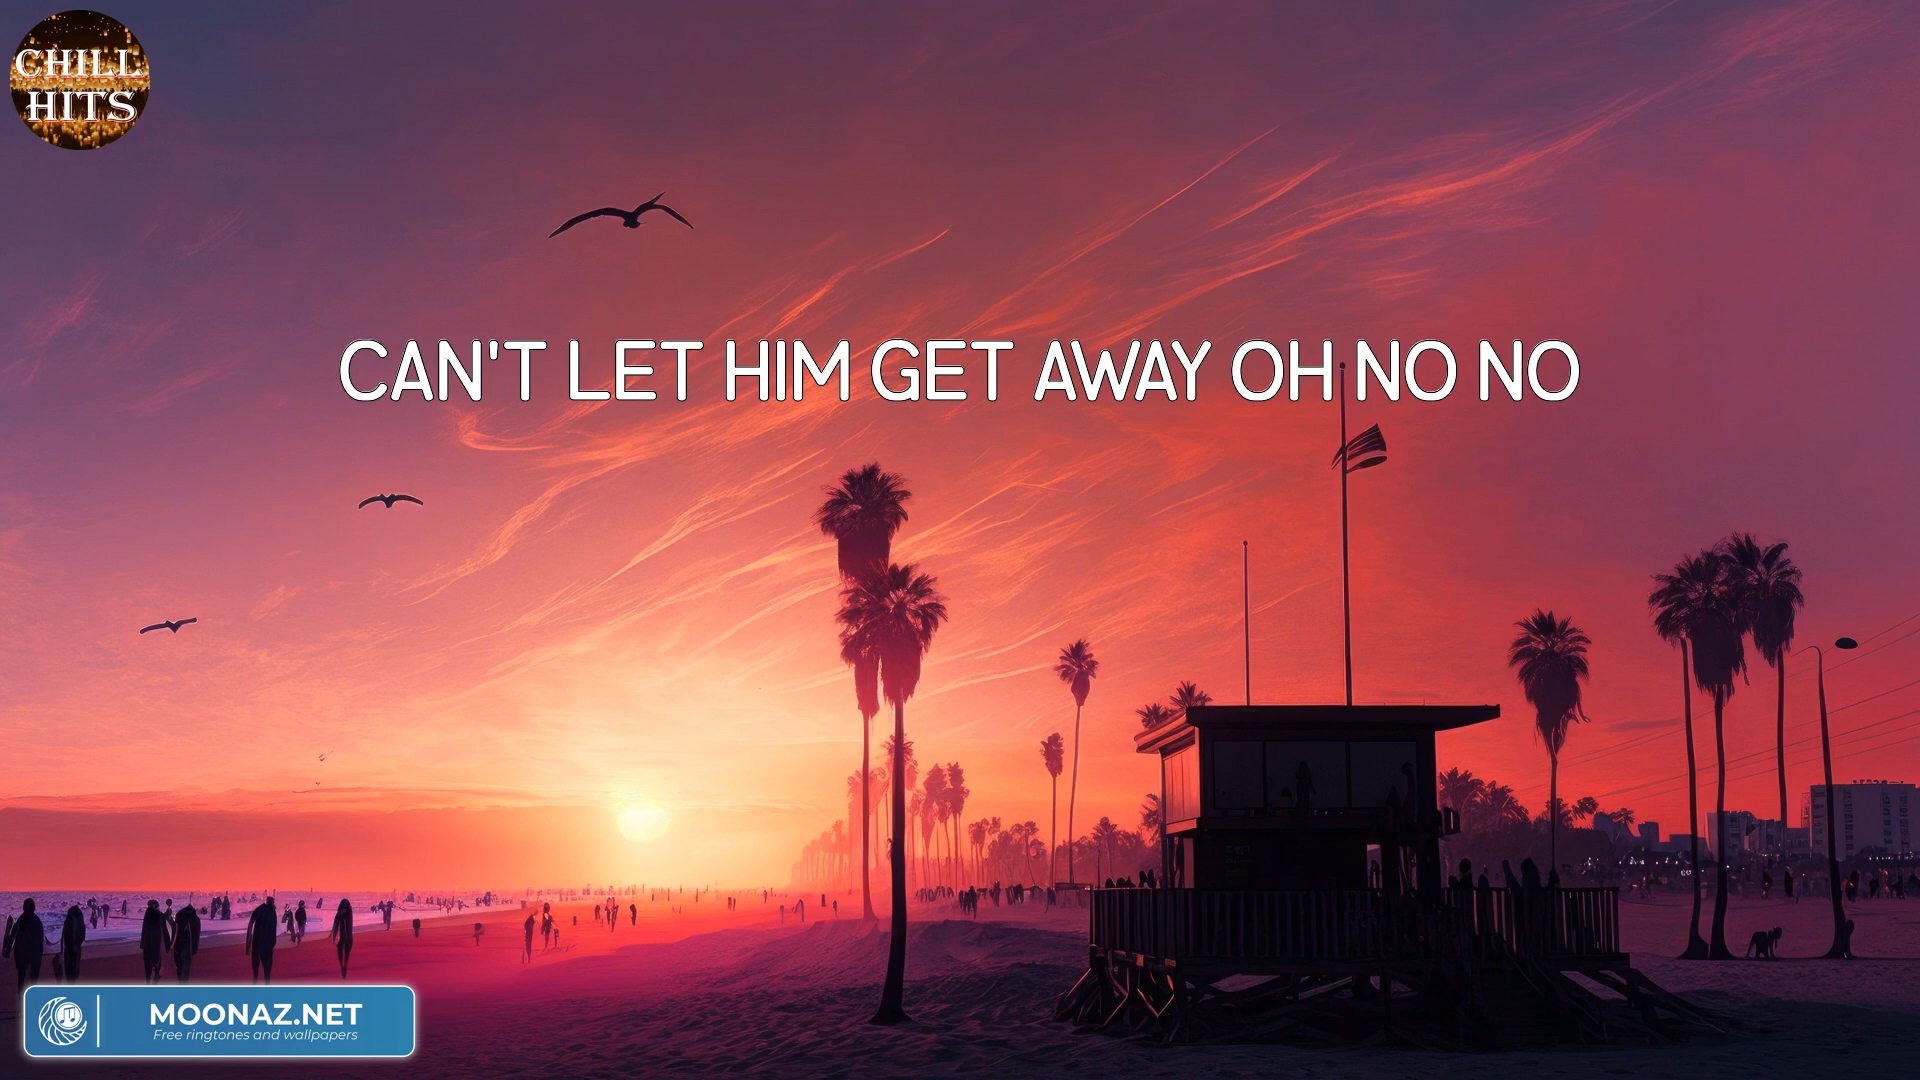 CHILL
HITS
CAN'T LET HIM GET AWAY OH NO NO
MOONAZ.NET
Free ringtones and wallpapers